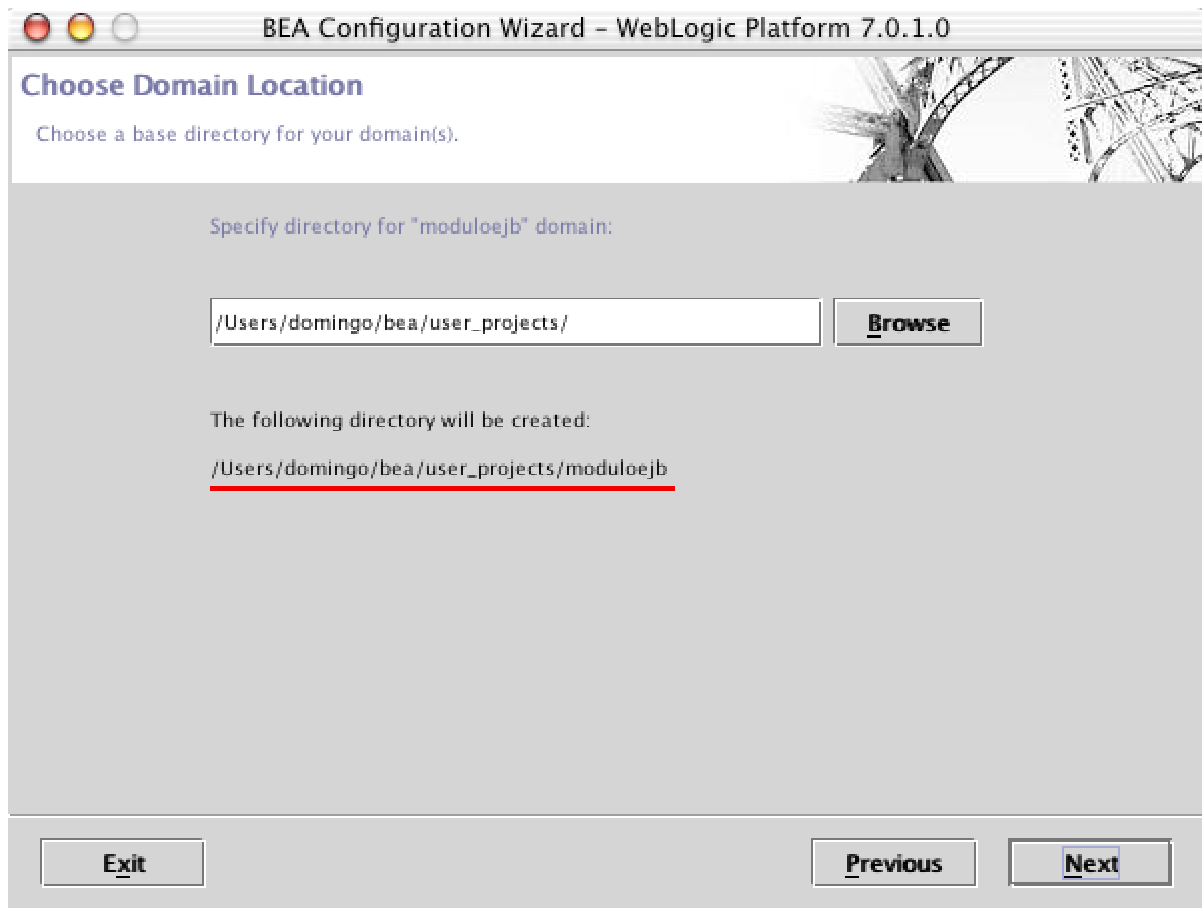 BEA Configuration Wizard – WebLogic Platform 7.0.1.0
Choose Domain Location
Choose a base directory for your domain(s).
Specify directory for "moduloejb" domain:
/Users/domingo/bea/user_projects/
Browse
The following directory will be created:
/Users/domingo/bea/user_projects/moduloejb
Exit
Previous
Next